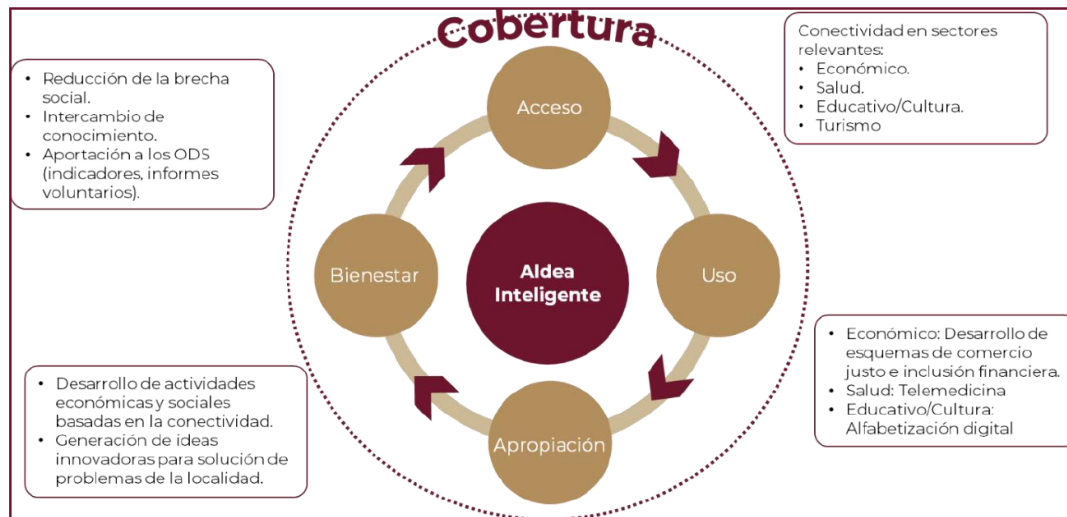 Cobertura
Conectividad en sectores
relevantes:
• Económico.
• Salud.
• Educativo/Cultura.
• Turismo
• Reducción de la brecha
social.
• Intercambio de
conocimiento.
• Aportación a los ODS
(indicadores, informes
voluntarios).
Acceso
Bienestar
Aldea
Inteligente
Uso
Apropiación
• Económico: Desarrollo de
esquemas de comercio
justo e inclusión financiera.
• Salud: Telemedicina
• Educativo/Cultura:
Alfabetización digital
• Desarrollo de actividades
económicas y sociales
basadas en la conectividad.
• Generación de ideas
innovadoras para solución de
problemas de la localidad.